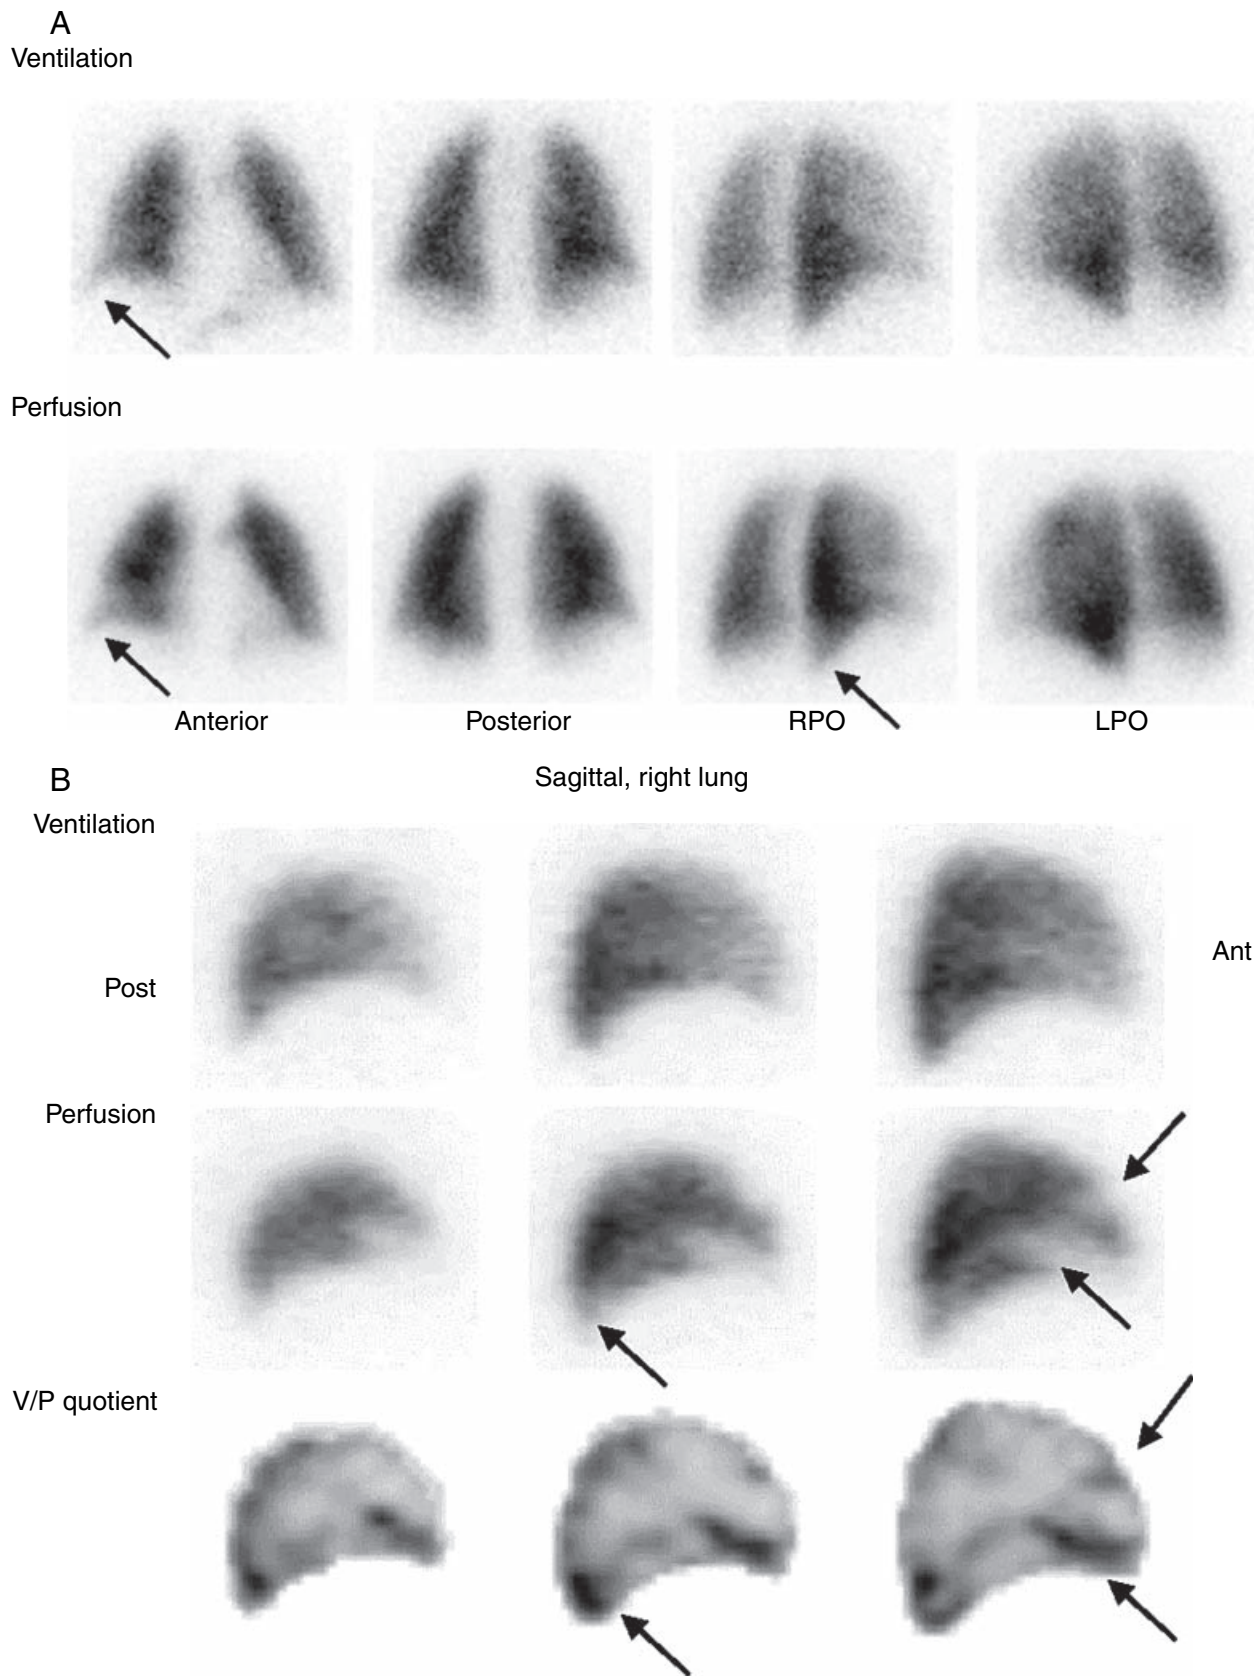 A
Ventilation
Perfusion
Anterior
Posterior
RPO
LPO
B
Sagittal, right lung
Ventilation
Post
Ant
Perfusion
V/P quotient